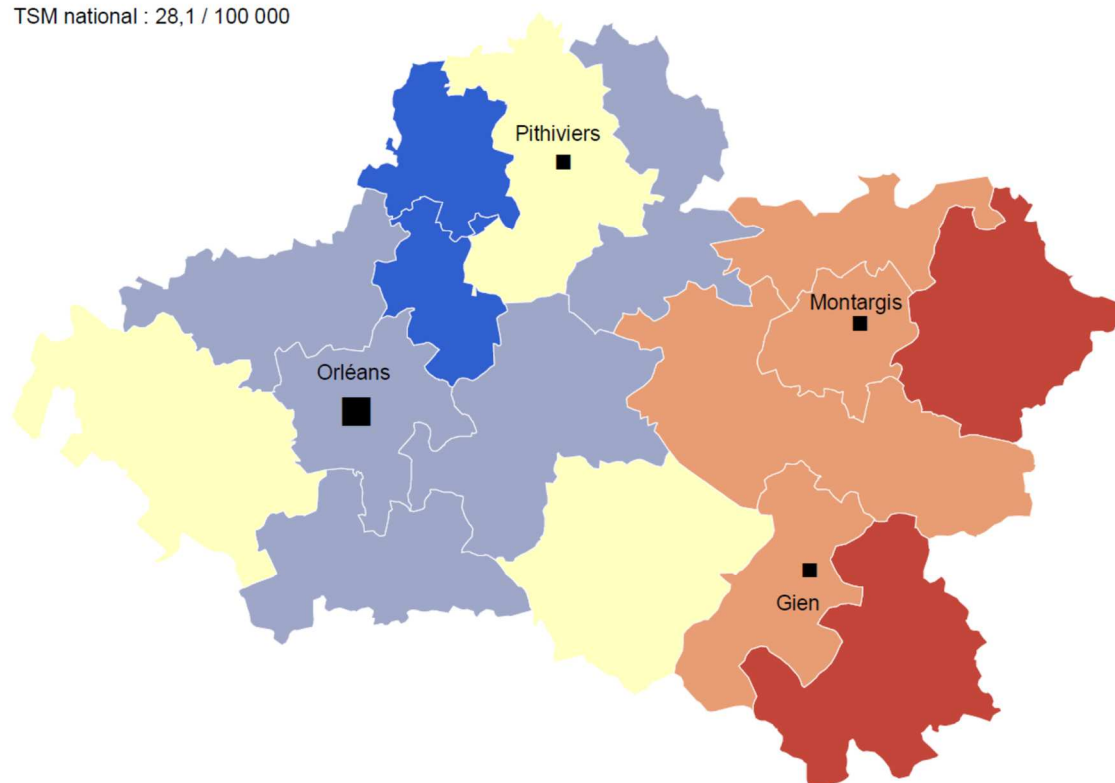 TSM national : 28,1 / 100 000
Pithiviers
Montargis
Orléans
Gien